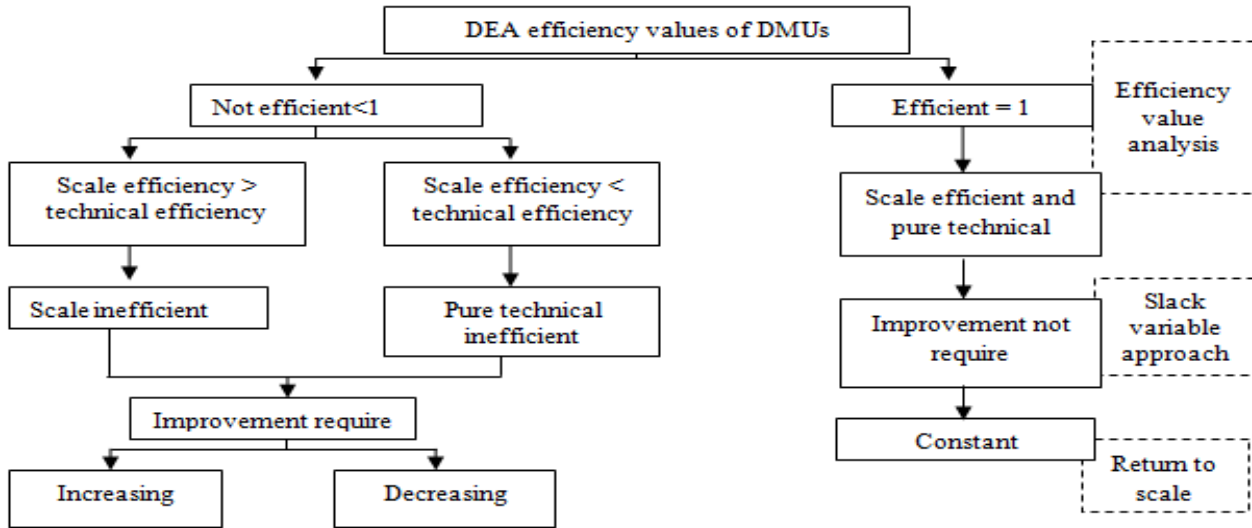 DEA efficiency values of DMUs
Not efficient<1
Efficient = 1
Efficiency
value
analysis
Scale efficiency >
technical efficiency
Scale efficiency <
technical efficiency
Scale efficient and
pure technical
Scale inefficient
Pure technical
inefficient
Improvement not
require
Slack
variable
approach
Improvement require
Constant
Increasing
Decreasing
Return to
scale